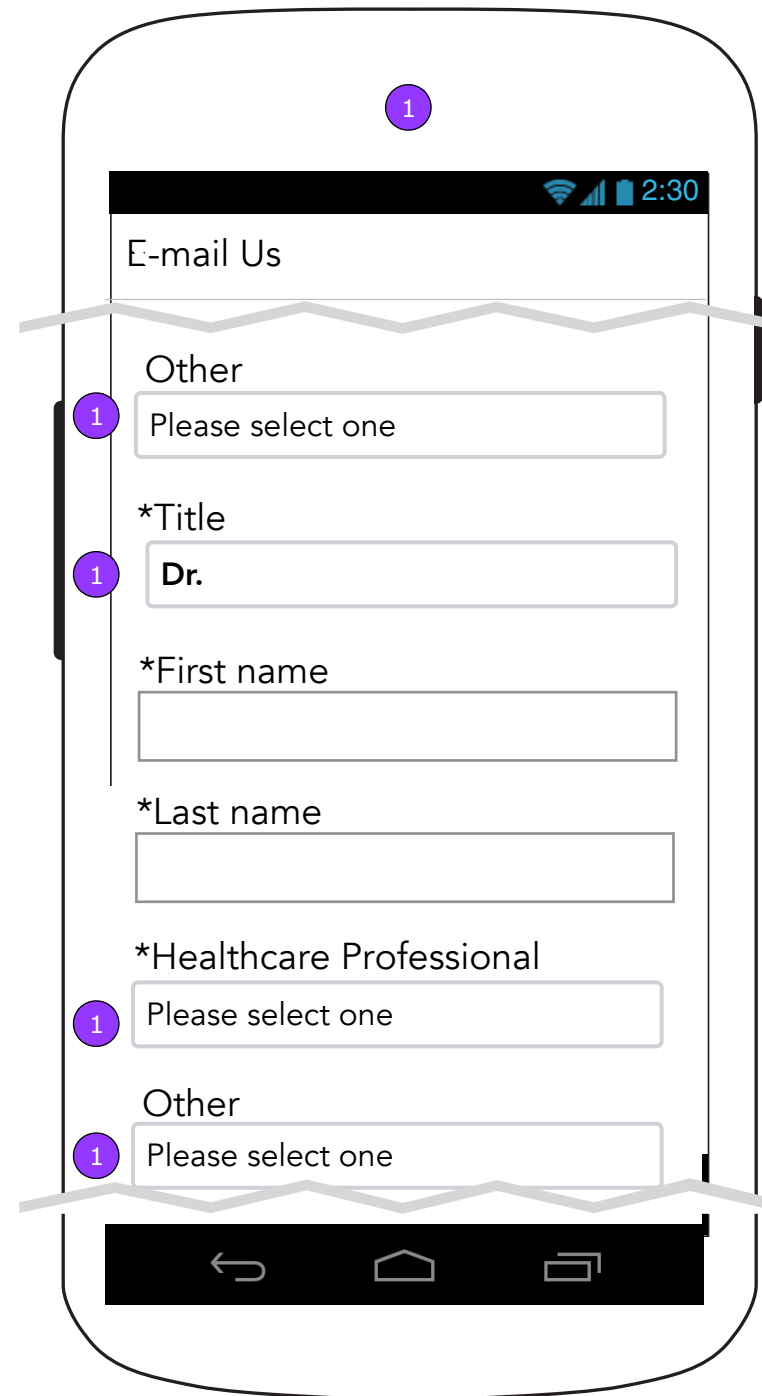 1
2:30
E-mail Us
Other
1
Please select one
*Title
1
Dr.
*First name
*Last name
*Healthcare Professional
1
Please select one
Other
1
Please select one